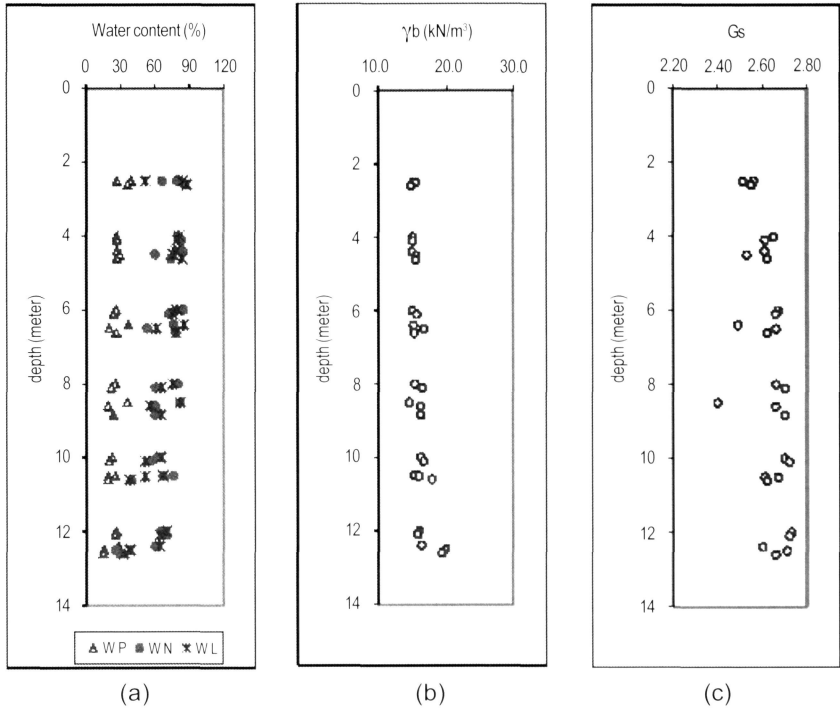 Water content (%)
0 30 60 90 120
0
2
4
6
8
10
12
14
depth (meter)
WP WN WL
(a)
γb (kN/m³)
10.0 20.0 30.0
0
2
4
6
8
10
12
14
depth (meter)
(b)
Gs
2.20 2.40 2.60 2.80
0
2
4
6
8
10
12
14
depth (meter)
(c)